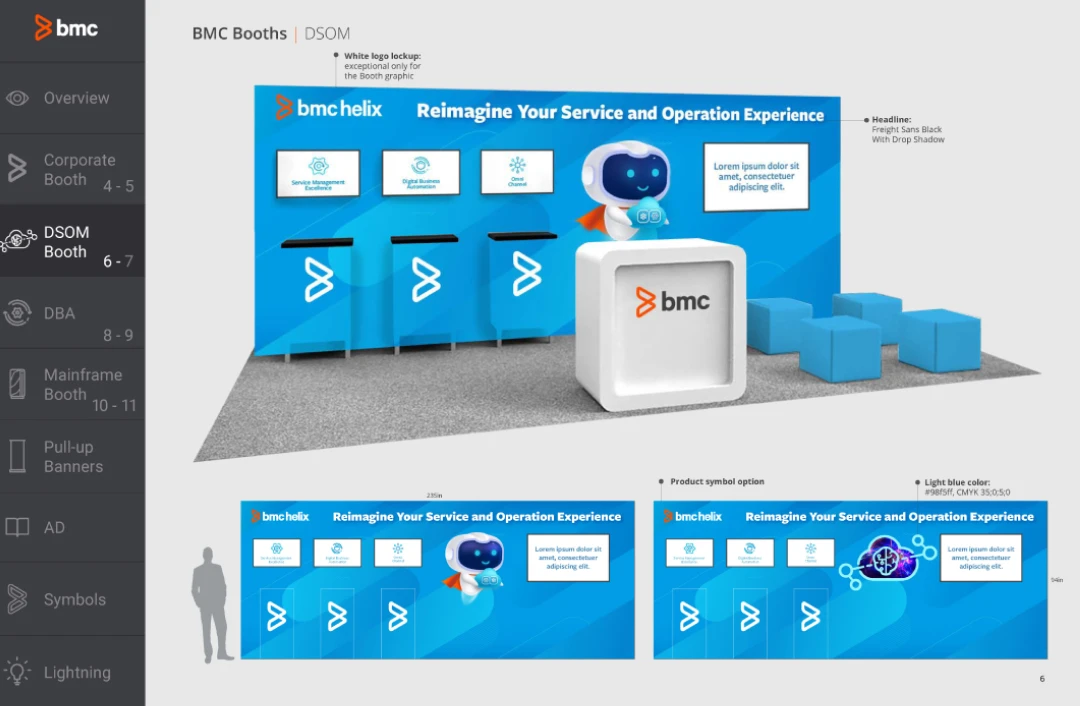 bmc
Overview
Corporate
Booth
4 - 5
DSOM
Booth
6 - 7
DBA
8 - 9
Mainframe
Booth
10 - 11
Pull-up
Banners
AD
Symbols
Lightning
BMC Booths | DSOM
White logo lockup:
exceptional only for
the Booth graphic
bmc helix
Reimagine Your Service and Operation Experience
Headline:
Freight Sans Black
With Drop Shadow
Service Management
Excellence
Digital Business
Automation
Omni
Channel
Lorem ipsum dolor sit
amet, consectetuer
adipiscing elit.
bmc
235in
bmc helix
Reimagine Your Service and Operation Experience
Lorem ipsum dolor sit
amet, consectetuer
adipiscing elit.
Product symbol option
Light blue color:
#98f5ff, CMYK 35;0;5;0
bmc helix
Reimagine Your Service and Operation Experience
Lorem ipsum dolor sit
amet, consectetuer
adipiscing elit.
94in
6